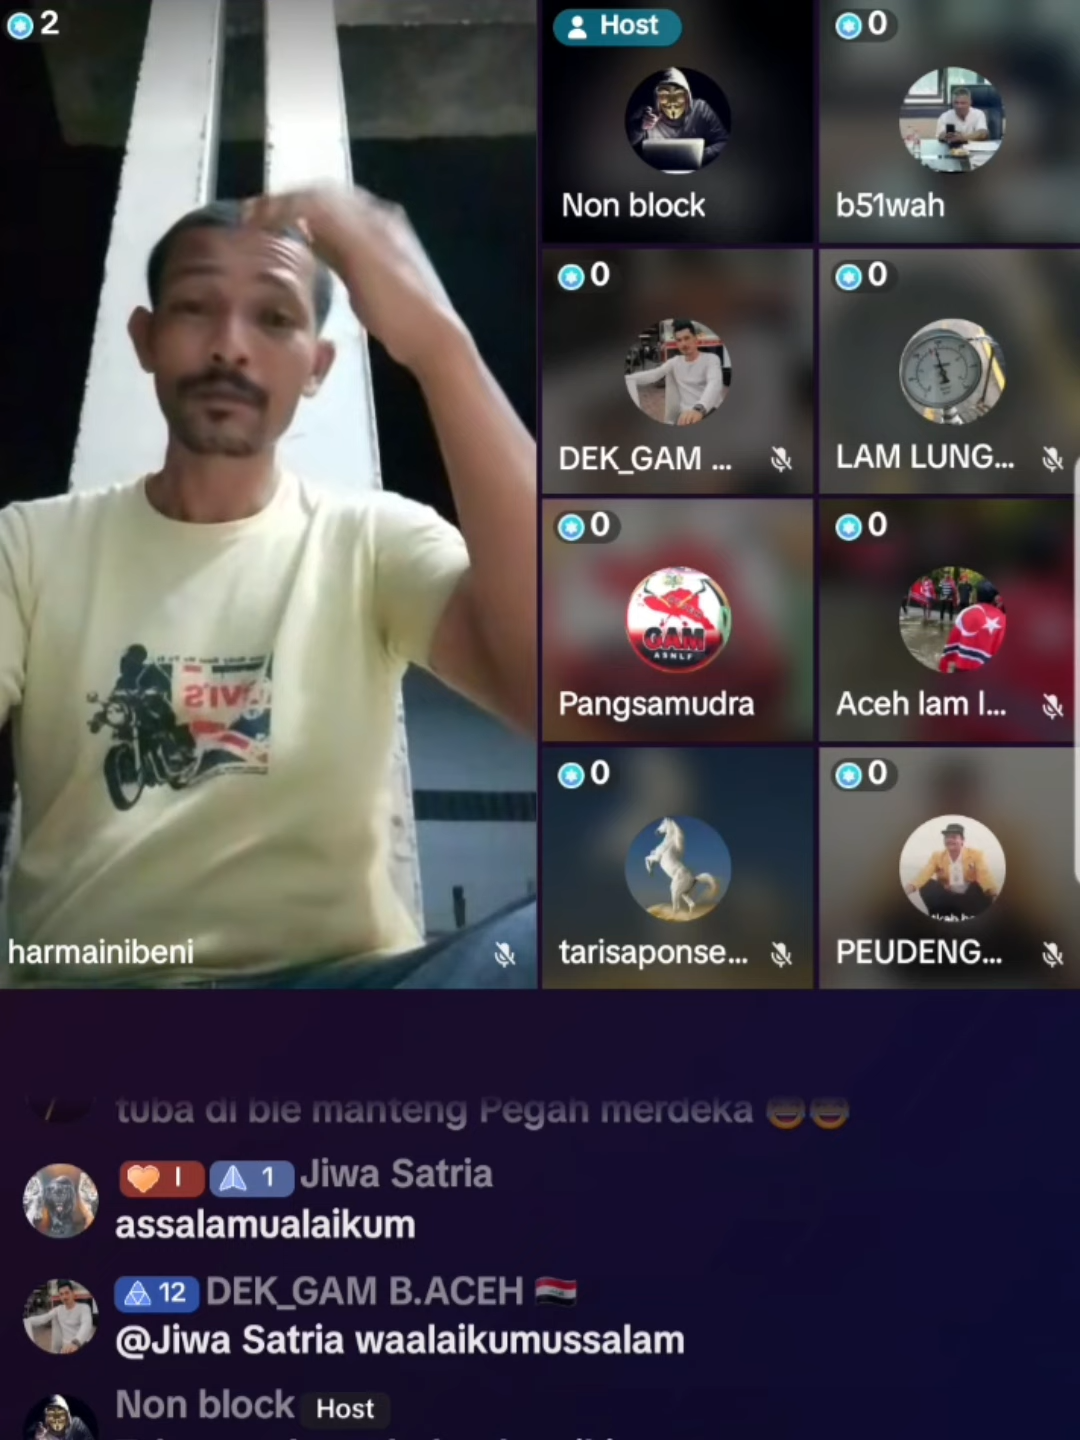 2
Host
0
Non block
b51wah
0
0
DEK_GAM ...
LAM LUNG...
0
0
GAM
ASNLF
Pangsamudra
Aceh lam l...
0
0
harmainibeni
tarisaponse...
PEUDENG...
tuba di bie manteng Pegah merdeka 😂😂
I 1 Jiwa Satria
assalamualaikum
12 DEK_GAM B.ACEH 🇮🇶
@Jiwa Satria waalaikumussalam
Non block Host